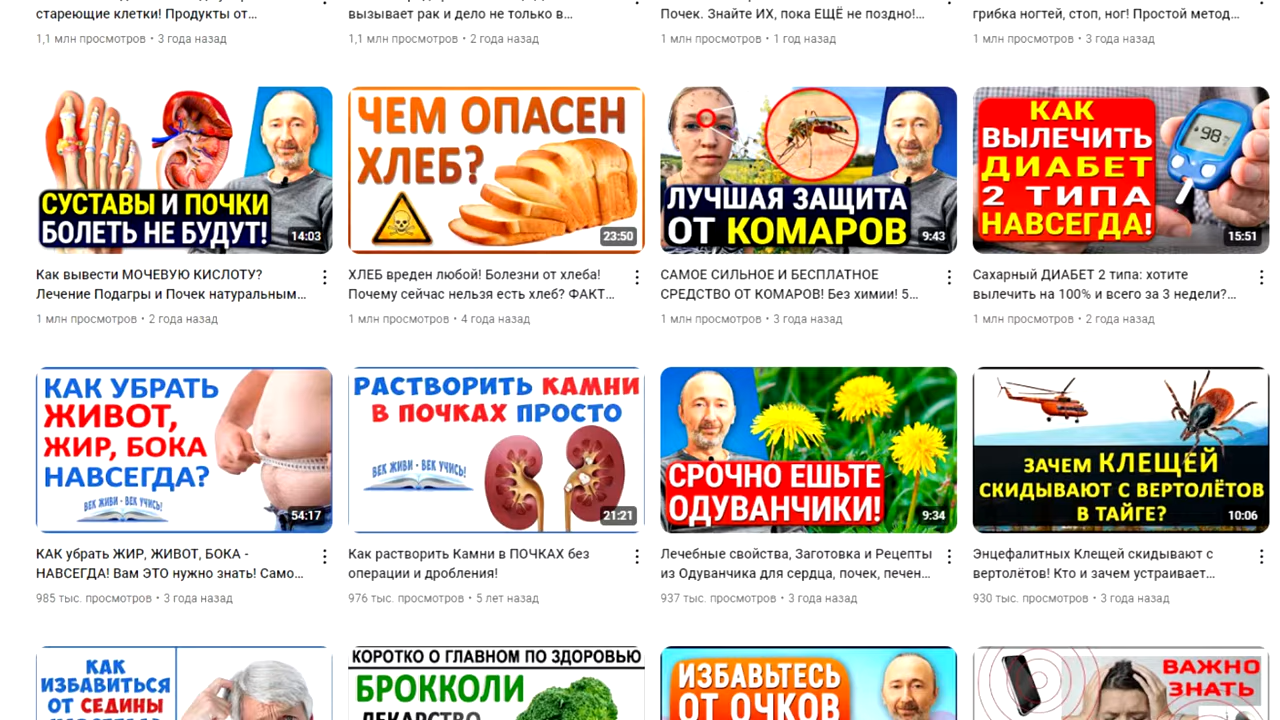 стареющие клетки! Продукты от...
вызывает рак и дело не только в...
Почек. Знайте ИХ, пока ЕЩЁ не поздно!...
грибка ногтей, стоп, ног! Простой метод...
1,1 млн просмотров • 3 года назад
1,1 млн просмотров • 2 года назад
1 млн просмотров • 1 год назад
1 млн просмотров • 3 года назад
СУСТАВЫ И ПОЧКИ
БОЛЕТЬ НЕ БУДУТ!
14:03
ЧЕМ ОПАСЕН
ХЛЕБ?
23:50
ЛУЧШАЯ ЗАЩИТА
ОТ КОМАРОВ
9:43
КАК
ВЫЛЕЧИТЬ
ДИАБЕТ
2 ТИПА
НАВСЕГДА!
98
15:51
Как вывести МОЧЕВУЮ КИСЛОТУ?
Лечение Подагры и Почек натуральным...
1 млн просмотров • 2 года назад
ХЛЕБ вреден любой! Болезни от хлеба!
Почему сейчас нельзя есть хлеб? ФАКТ...
1 млн просмотров • 4 года назад
САМОЕ СИЛЬНОЕ И БЕСПЛАТНОЕ
СРЕДСТВО ОТ КОМАРОВ! Без химии! 5...
1 млн просмотров • 3 года назад
Сахарный ДИАБЕТ 2 типа: хотите
вылечить на 100% и всего за 3 недели?...
1 млн просмотров • 2 года назад
КАК УБРАТЬ
ЖИВОТ,
ЖИР, БОКА
НАВСЕГДА?
ВЕК ЖИВИ - ВЕК УЧИСЬ!
54:17
РАСТВОРИТЬ КАМНИ
В ПОЧКАХ ПРОСТО
ВЕК ЖИВИ - ВЕК УЧИСЬ!
21:21
СРОЧНО ЕШЬТЕ
ОДУВАНЧИКИ!
9:34
ЗАЧЕМ КЛЕЩЕЙ
СКИДЫВАЮТ С ВЕРТОЛЁТОВ
В ТАЙГЕ?
10:06
КАК убрать ЖИР, ЖИВОТ, БОКА -
НАВСЕГДА! Вам ЭТО нужно знать! Само...
985 тыс. просмотров • 3 года назад
Как растворить Камни в ПОЧКАХ без
операции и дробления!
976 тыс. просмотров • 5 лет назад
Лечебные свойства, Заготовка и Рецепты
из Одуванчика для сердца, почек, печен...
937 тыс. просмотров • 3 года назад
Энцефалитных Клещей скидывают с
вертолётов! Кто и зачем устраивает...
930 тыс. просмотров • 3 года назад
КАК
ИЗБАВИТЬСЯ
ОТ СЕДИНЫ
КОРОТКО О ГЛАВНОМ ПО ЗДОРОВЬЮ
БРОККОЛИ
ЛЕКАРСТВО
ИЗБАВЬТЕСЬ
ОТ ОЧКОВ
ВАЖНО
ЗНАТЬ